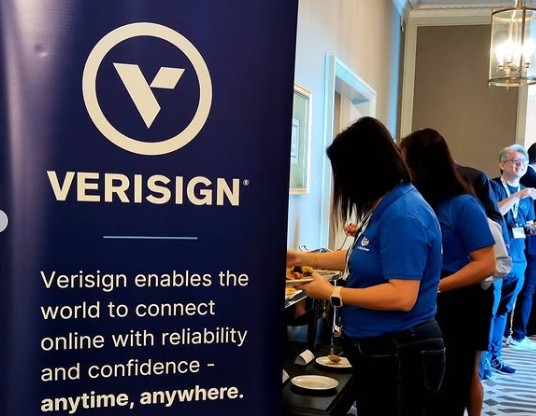 VERISIGN®
Verisign enables the
world to connect
online with reliability
and confidence -
anytime, anywhere.